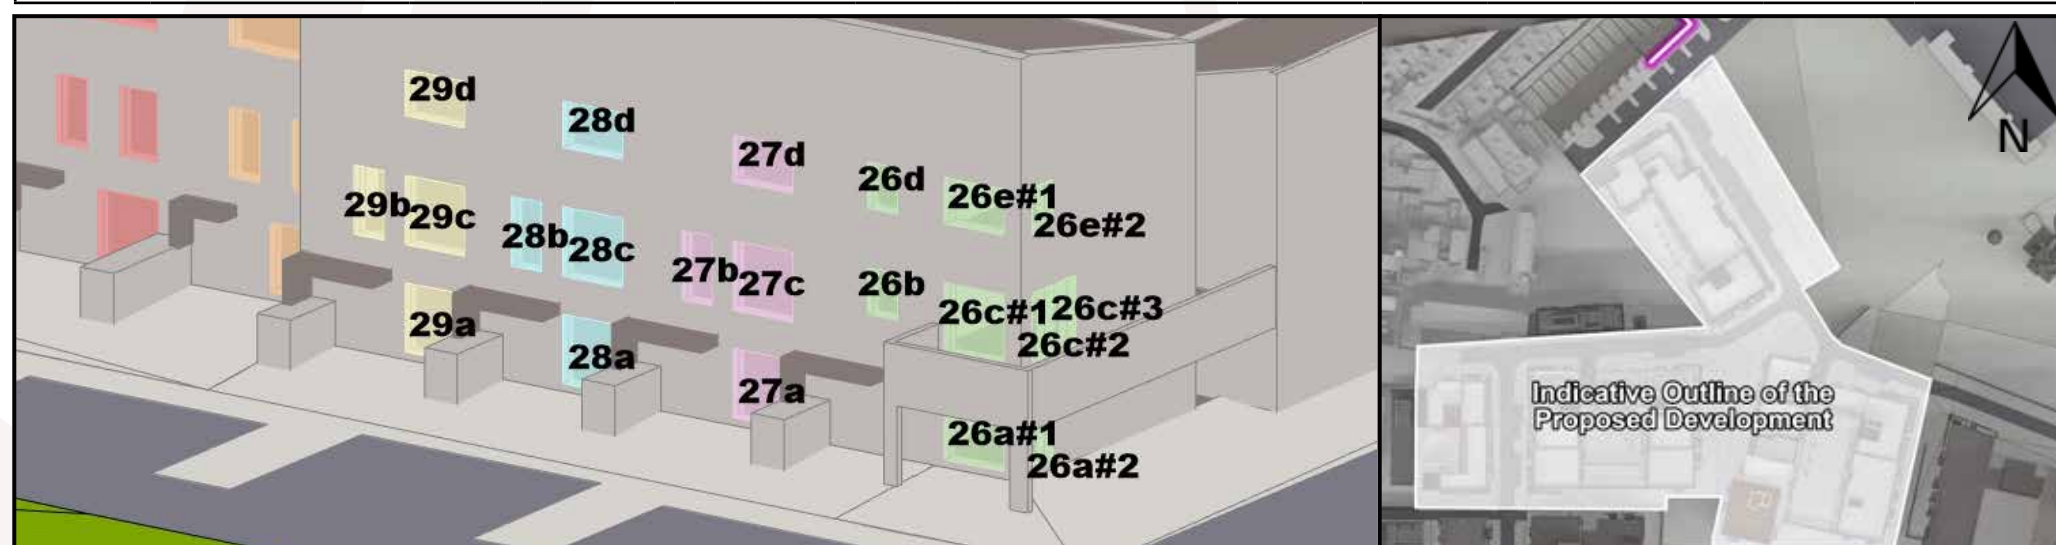 29d
28d
27d
26d
26e#1
26e#2
29b
29c
28b
28c
27b
27c
26b
26c#1
26c#3
26c#2
29a
28a
27a
26a#1
26a#2
N
Indicative Outline of the
Proposed Development